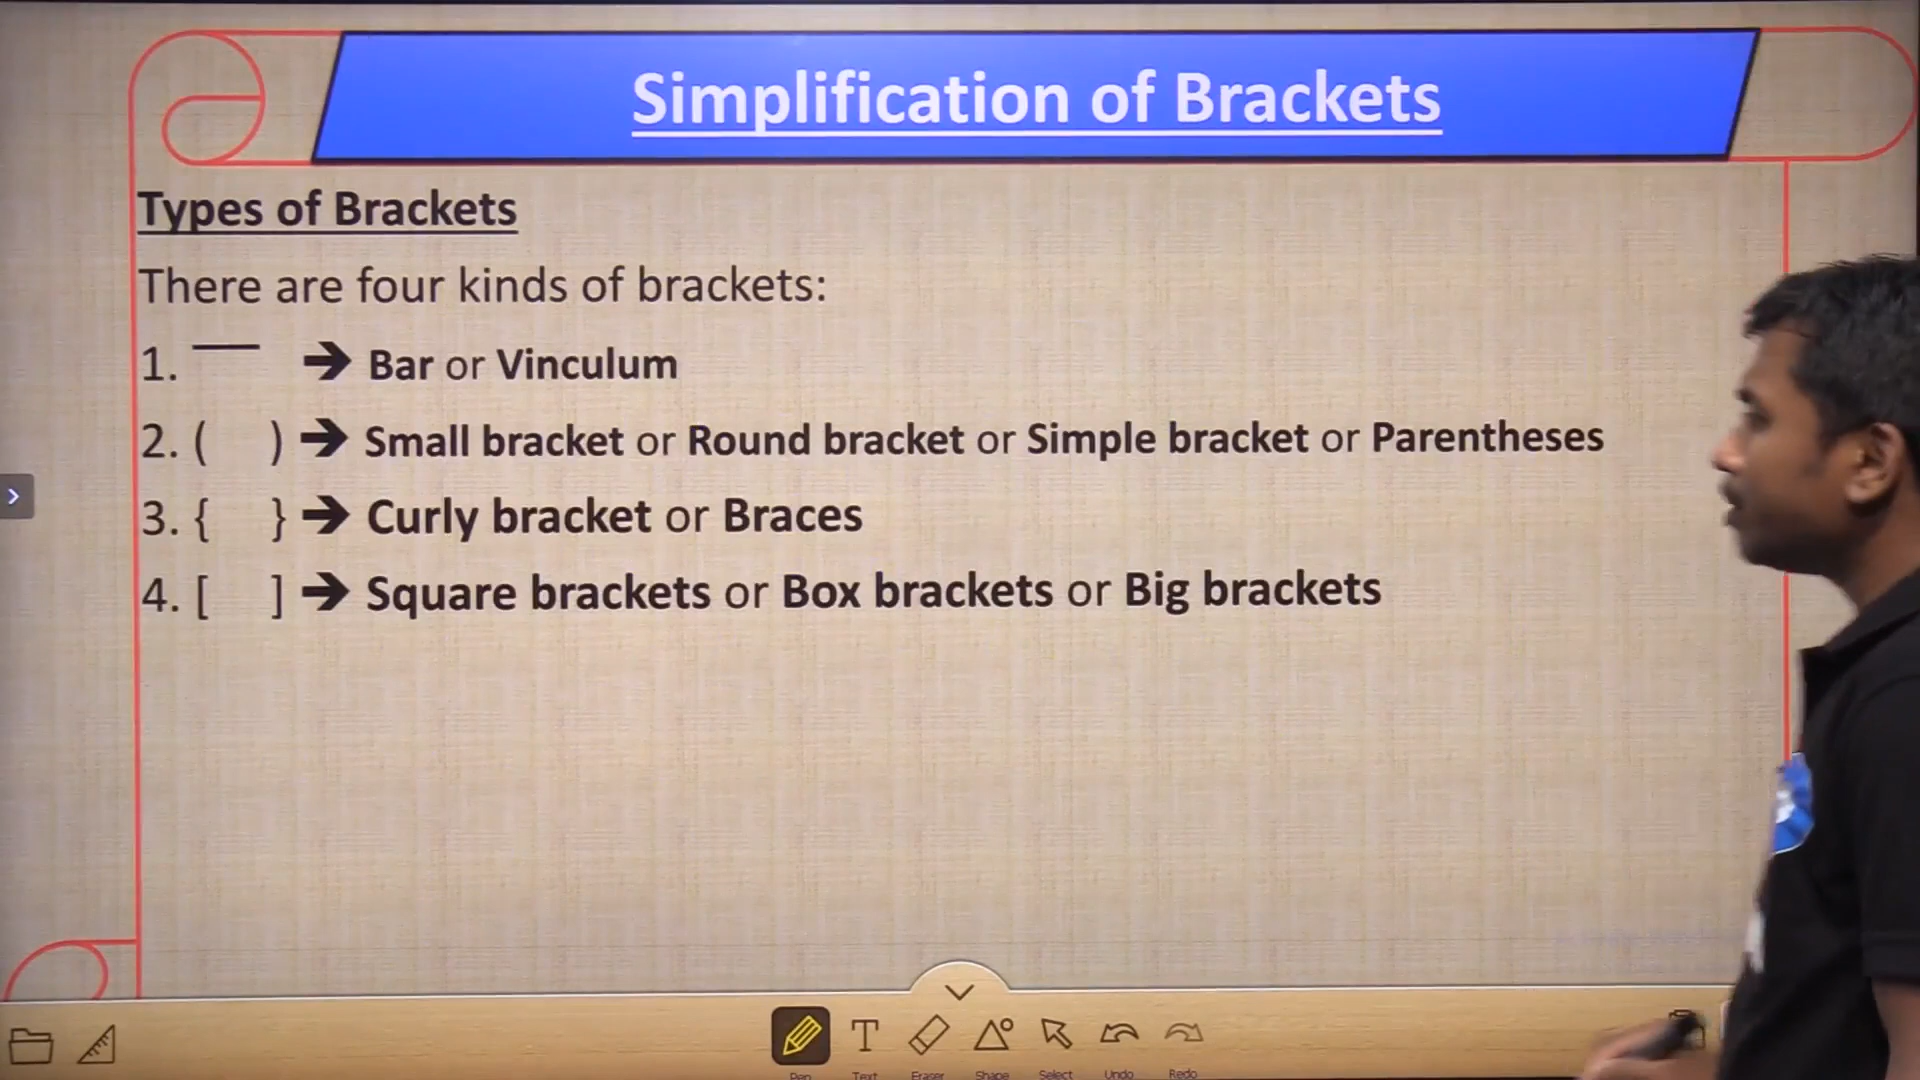 Simplification of Brackets
Types of Brackets
There are four kinds of brackets:
1. ‾‾ ➔ Bar or Vinculum
2. ( ) ➔ Small bracket or Round bracket or Simple bracket or Parentheses
3. { } ➔ Curly bracket or Braces
4. [ ] ➔ Square brackets or Box brackets or Big brackets
Pen Text Eraser Shape Select Undo Redo